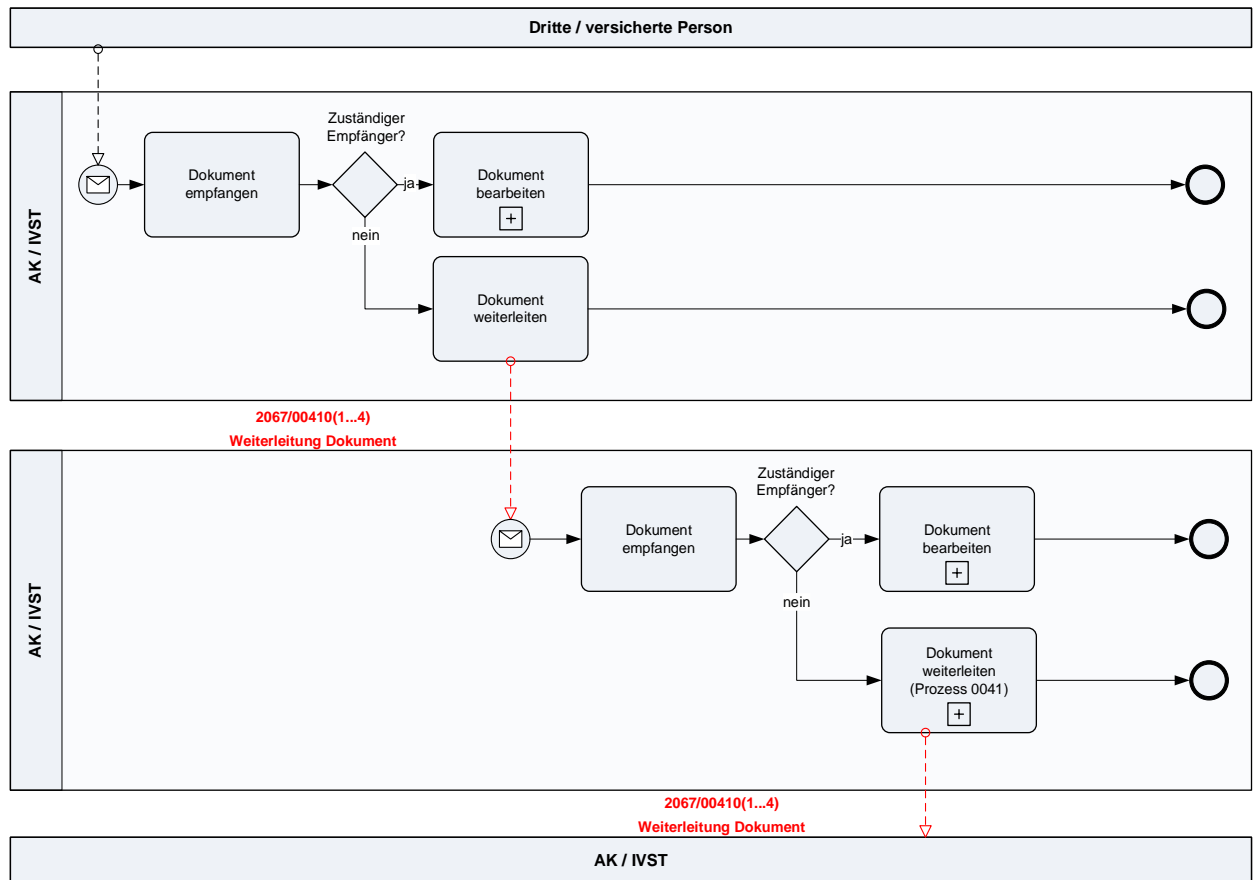 Dritte / versicherte Person
AK / IVST
Dokument
empfangen
Zuständiger
Empfänger?
ja
nein
Dokument
bearbeiten
Dokument
weiterleiten
2067/00410(1...4)
Weiterleitung Dokument
AK / IVST
Dokument
empfangen
Zuständiger
Empfänger?
ja
nein
Dokument
bearbeiten
Dokument
weiterleiten
(Prozess 0041)
2067/00410(1...4)
Weiterleitung Dokument
AK / IVST